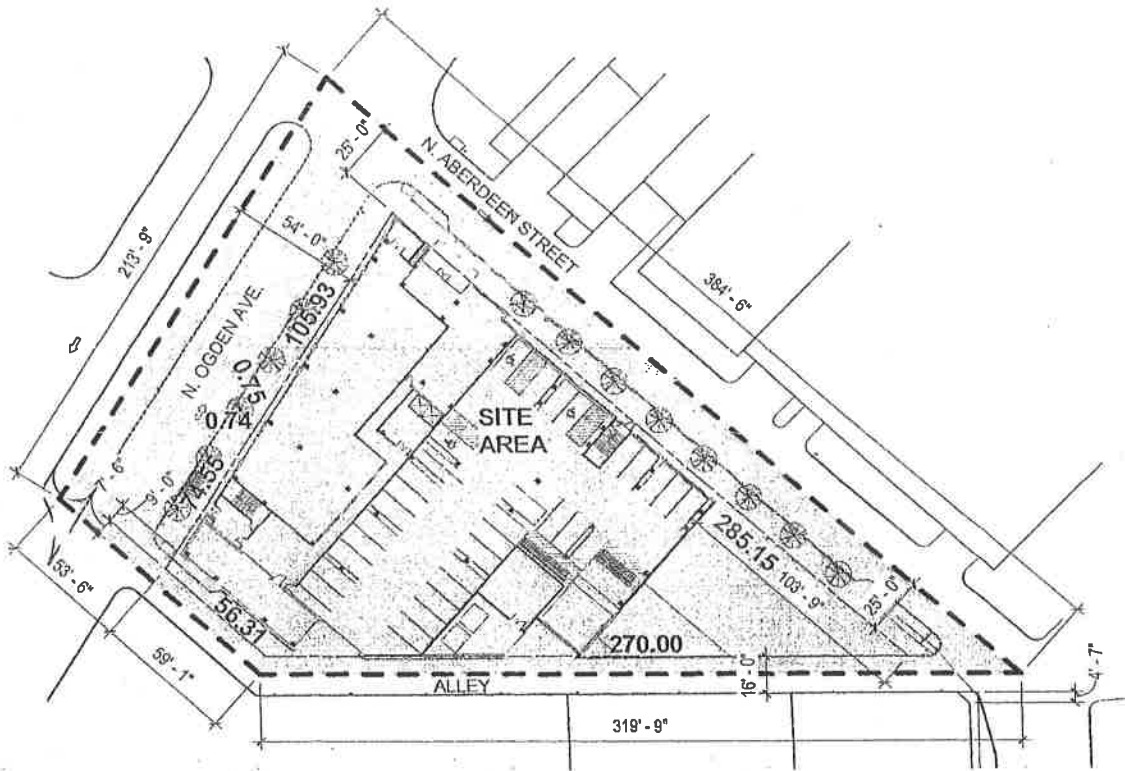 25' - 0"
N. ABERDEEN STREET
213' - 9"
54' - 0"
384' - 6"
N. OGDEN AVE.
105.93
0.75
0.74
SITE
AREA
74.55
9' - 0"
285.15
103' - 9"
25' - 0"
53' - 6"
56.31
59' - 1"
270.00
16' - 0"
4' - 7"
ALLEY
319' - 9"